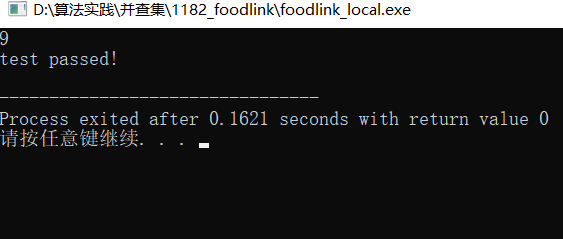 D:\算法实践\并查集\1182_foodlink\foodlink_local.exe
9
test passed!
--------------------------------
Process exited after 0.1621 seconds with return value 0
请按任意键继续. . .